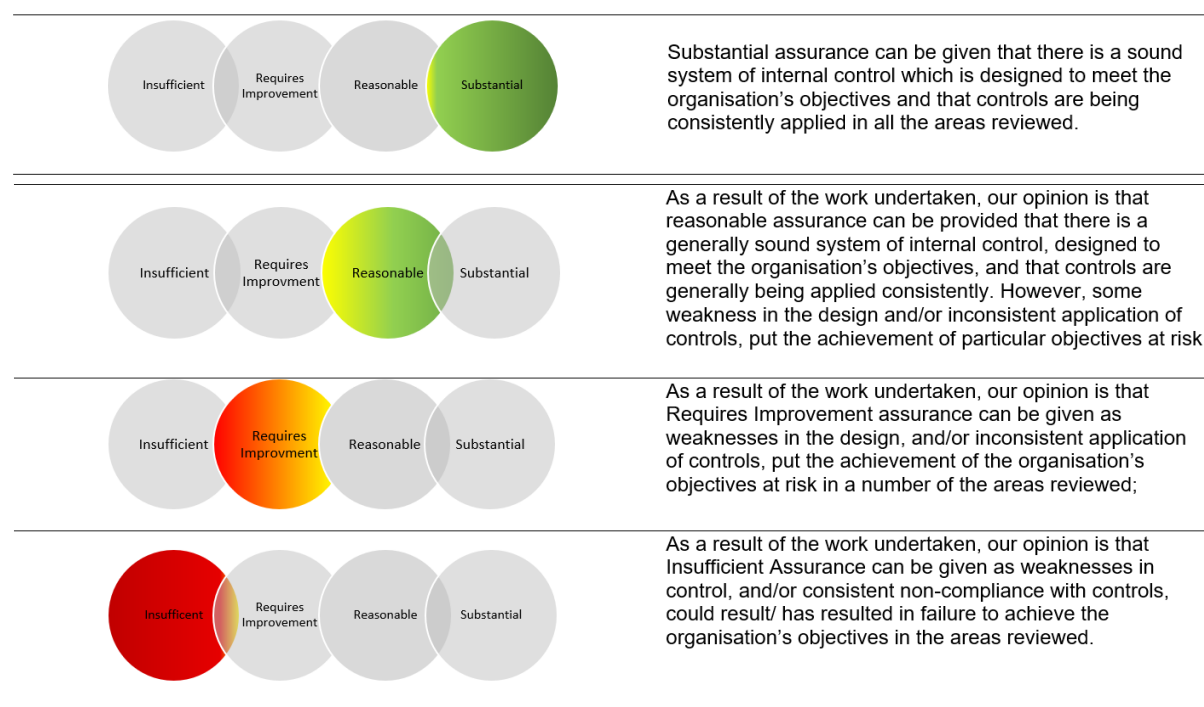 Insufficient
Requires
Improvement
Reasonable
Substantial
Substantial assurance can be given that there is a sound
system of internal control which is designed to meet the
organisation’s objectives and that controls are being
consistently applied in all the areas reviewed.
Insufficient
Requires
Improvment
Reasonable
Substantial
As a result of the work undertaken, our opinion is that
reasonable assurance can be provided that there is a
generally sound system of internal control, designed to
meet the organisation’s objectives, and that controls are
generally being applied consistently. However, some
weakness in the design and/or inconsistent application of
controls, put the achievement of particular objectives at risk
Insufficient
Requires
Improvment
Reasonable
Substantial
As a result of the work undertaken, our opinion is that
Requires Improvement assurance can be given as
weaknesses in the design, and/or inconsistent application
of controls, put the achievement of the organisation’s
objectives at risk in a number of the areas reviewed;
Insufficent
Requires
Improvement
Reasonable
Substantial
As a result of the work undertaken, our opinion is that
Insufficient Assurance can be given as weaknesses in
control, and/or consistent non-compliance with controls,
could result/ has resulted in failure to achieve the
organisation’s objectives in the areas reviewed.